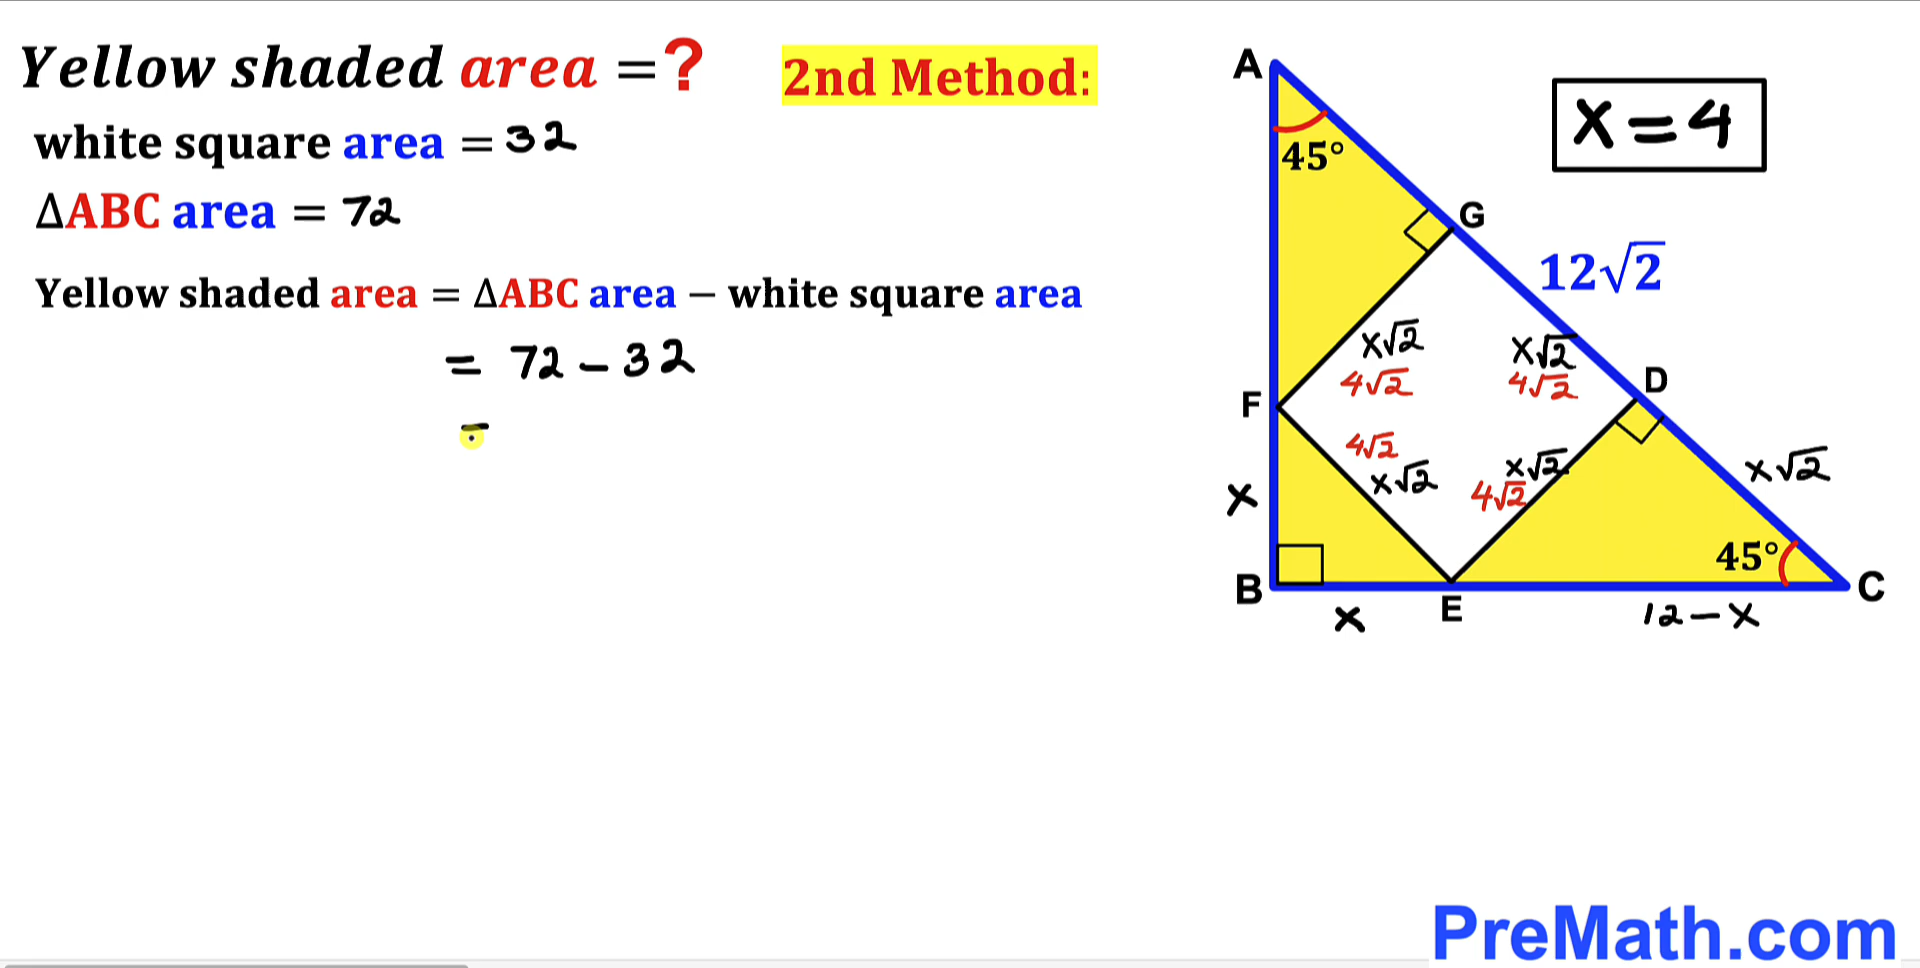 Yellow shaded area =?
2nd Method:
white square area = 32
ΔABC area = 72
Yellow shaded area = ΔABC area − white square area
= 72 − 32
=
A
45°
X = 4
G
12√2
x√2
x√2
4√2
4√2
D
F
4√2
x√2
x√2
4√2
x√2
x
45°
B
C
x
E
12 − x
PreMath.com